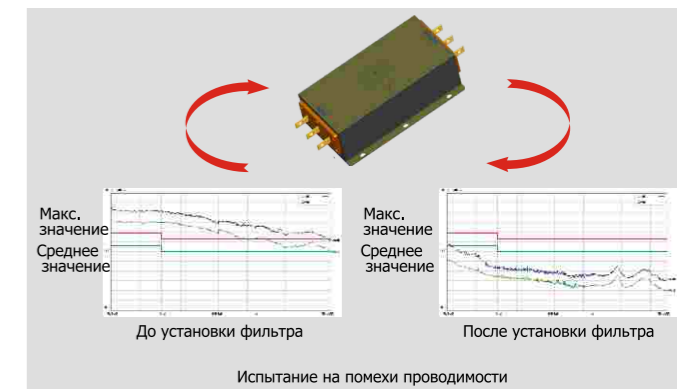 Макс.
значение
Среднее
значение
Макс.
значение
Среднее
значение
До установки фильтра
После установки фильтра
Испытание на помехи проводимости